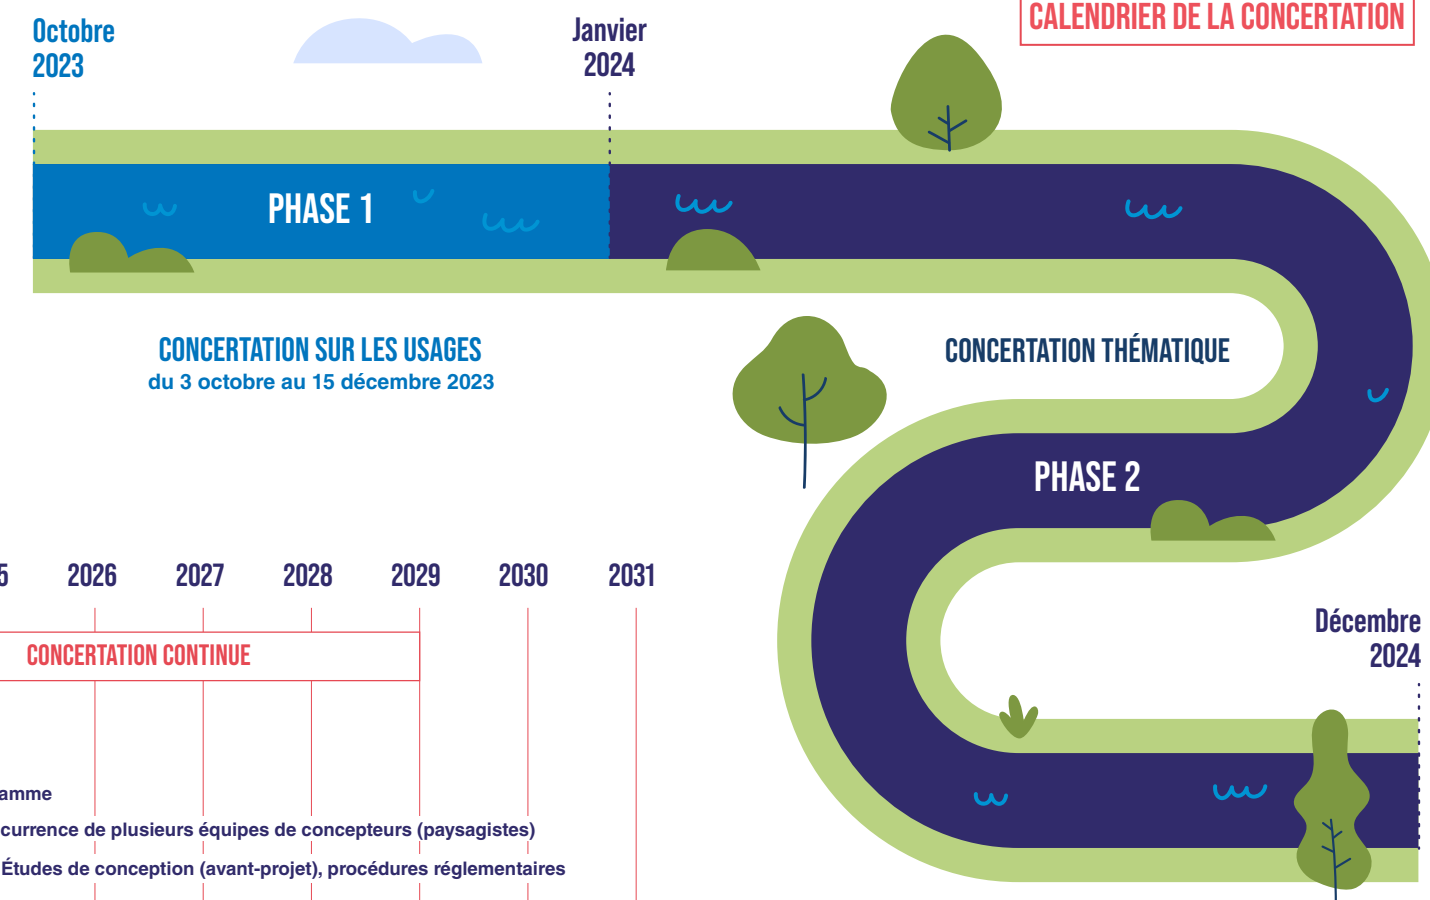 CALENDRIER DE LA CONCERTATION
Octobre
2023
Janvier
2024
PHASE 1
CONCERTATION SUR LES USAGES
du 3 octobre au 15 décembre 2023
CONCERTATION THÉMATIQUE
PHASE 2
Décembre
2024
5 2026 2027 2028 2029 2030 2031
CONCERTATION CONTINUE
amme
currence de plusieurs équipes de concepteurs (paysagistes)
Études de conception (avant-projet), procédures réglementaires